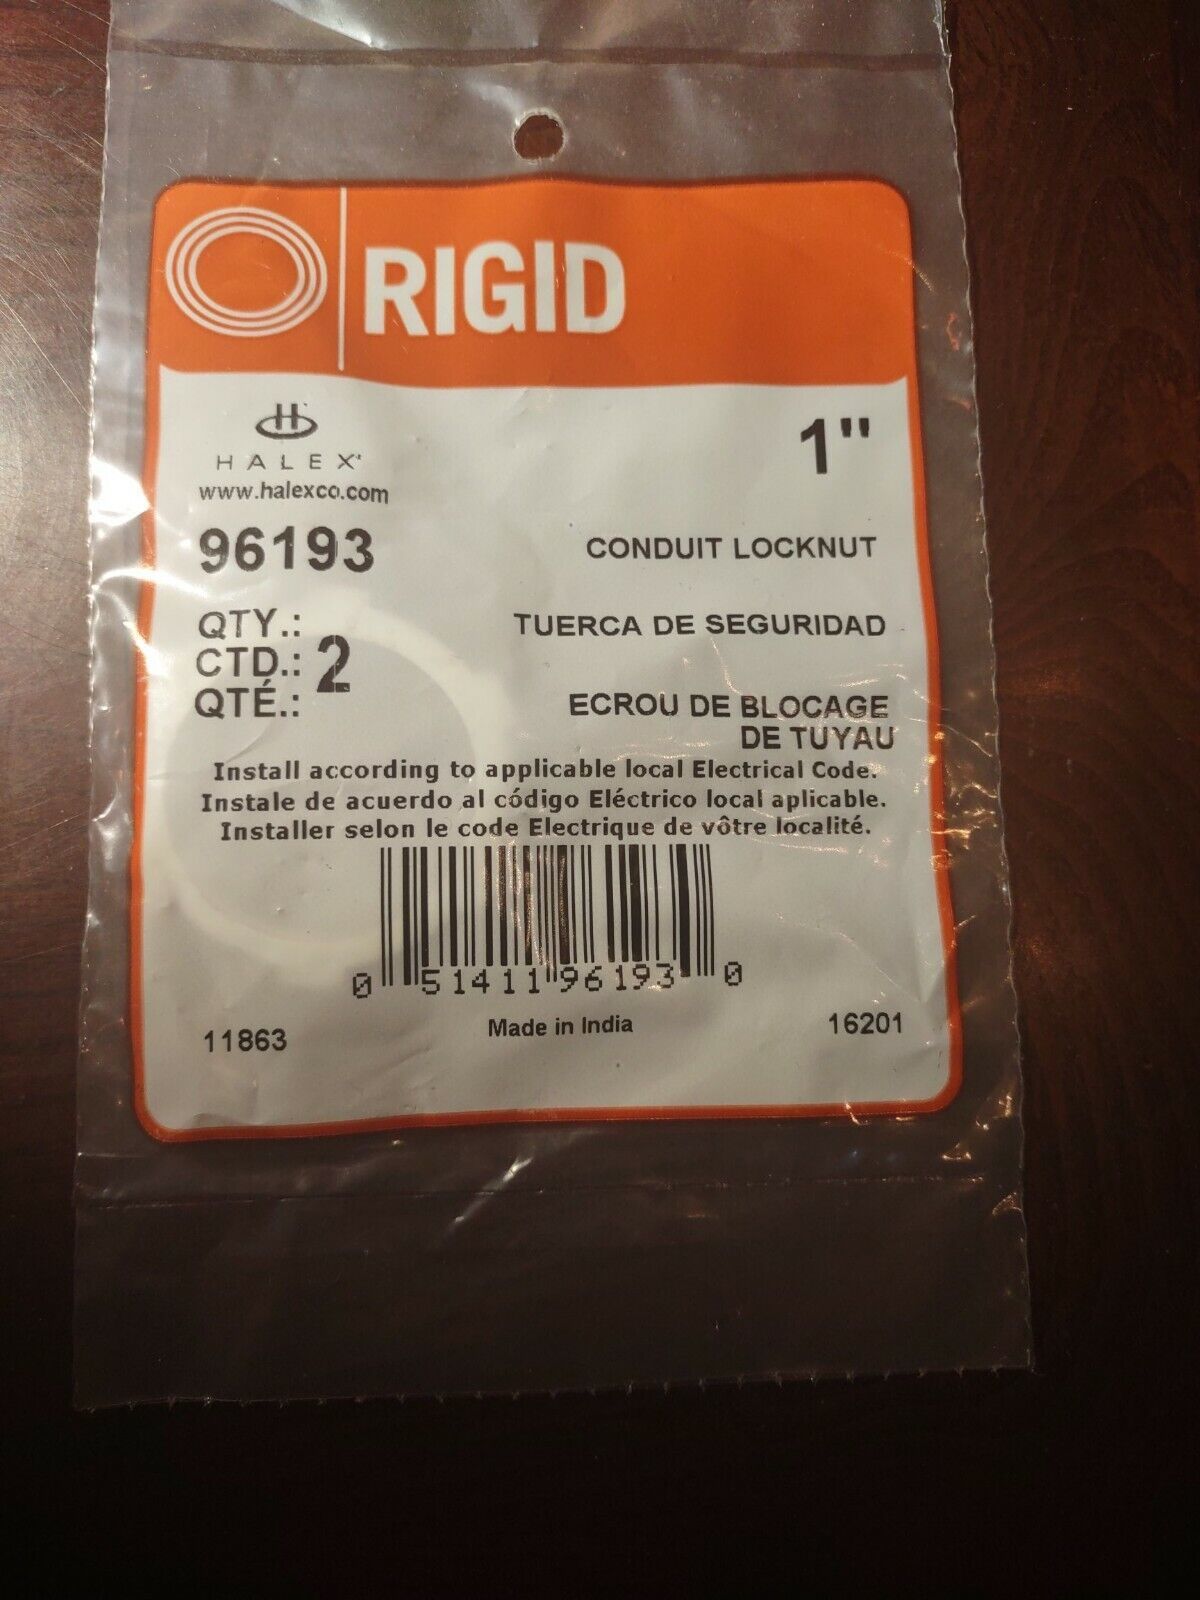 RIGID
H
HALEX
www.halexco.com
1"
96193
CONDUIT LOCKNUT
QTY.:
CTD.: 2
QTÉ.:
TUERCA DE SEGURIDAD
ECROU DE BLOCAGE
DE TUYAU
Install according to applicable local Electrical Code.
Instale de acuerdo al código Eléctrico local aplicable.
Installer selon le code Electrique de vôtre localité.
0 51411 96193 0
11863
Made in India
16201